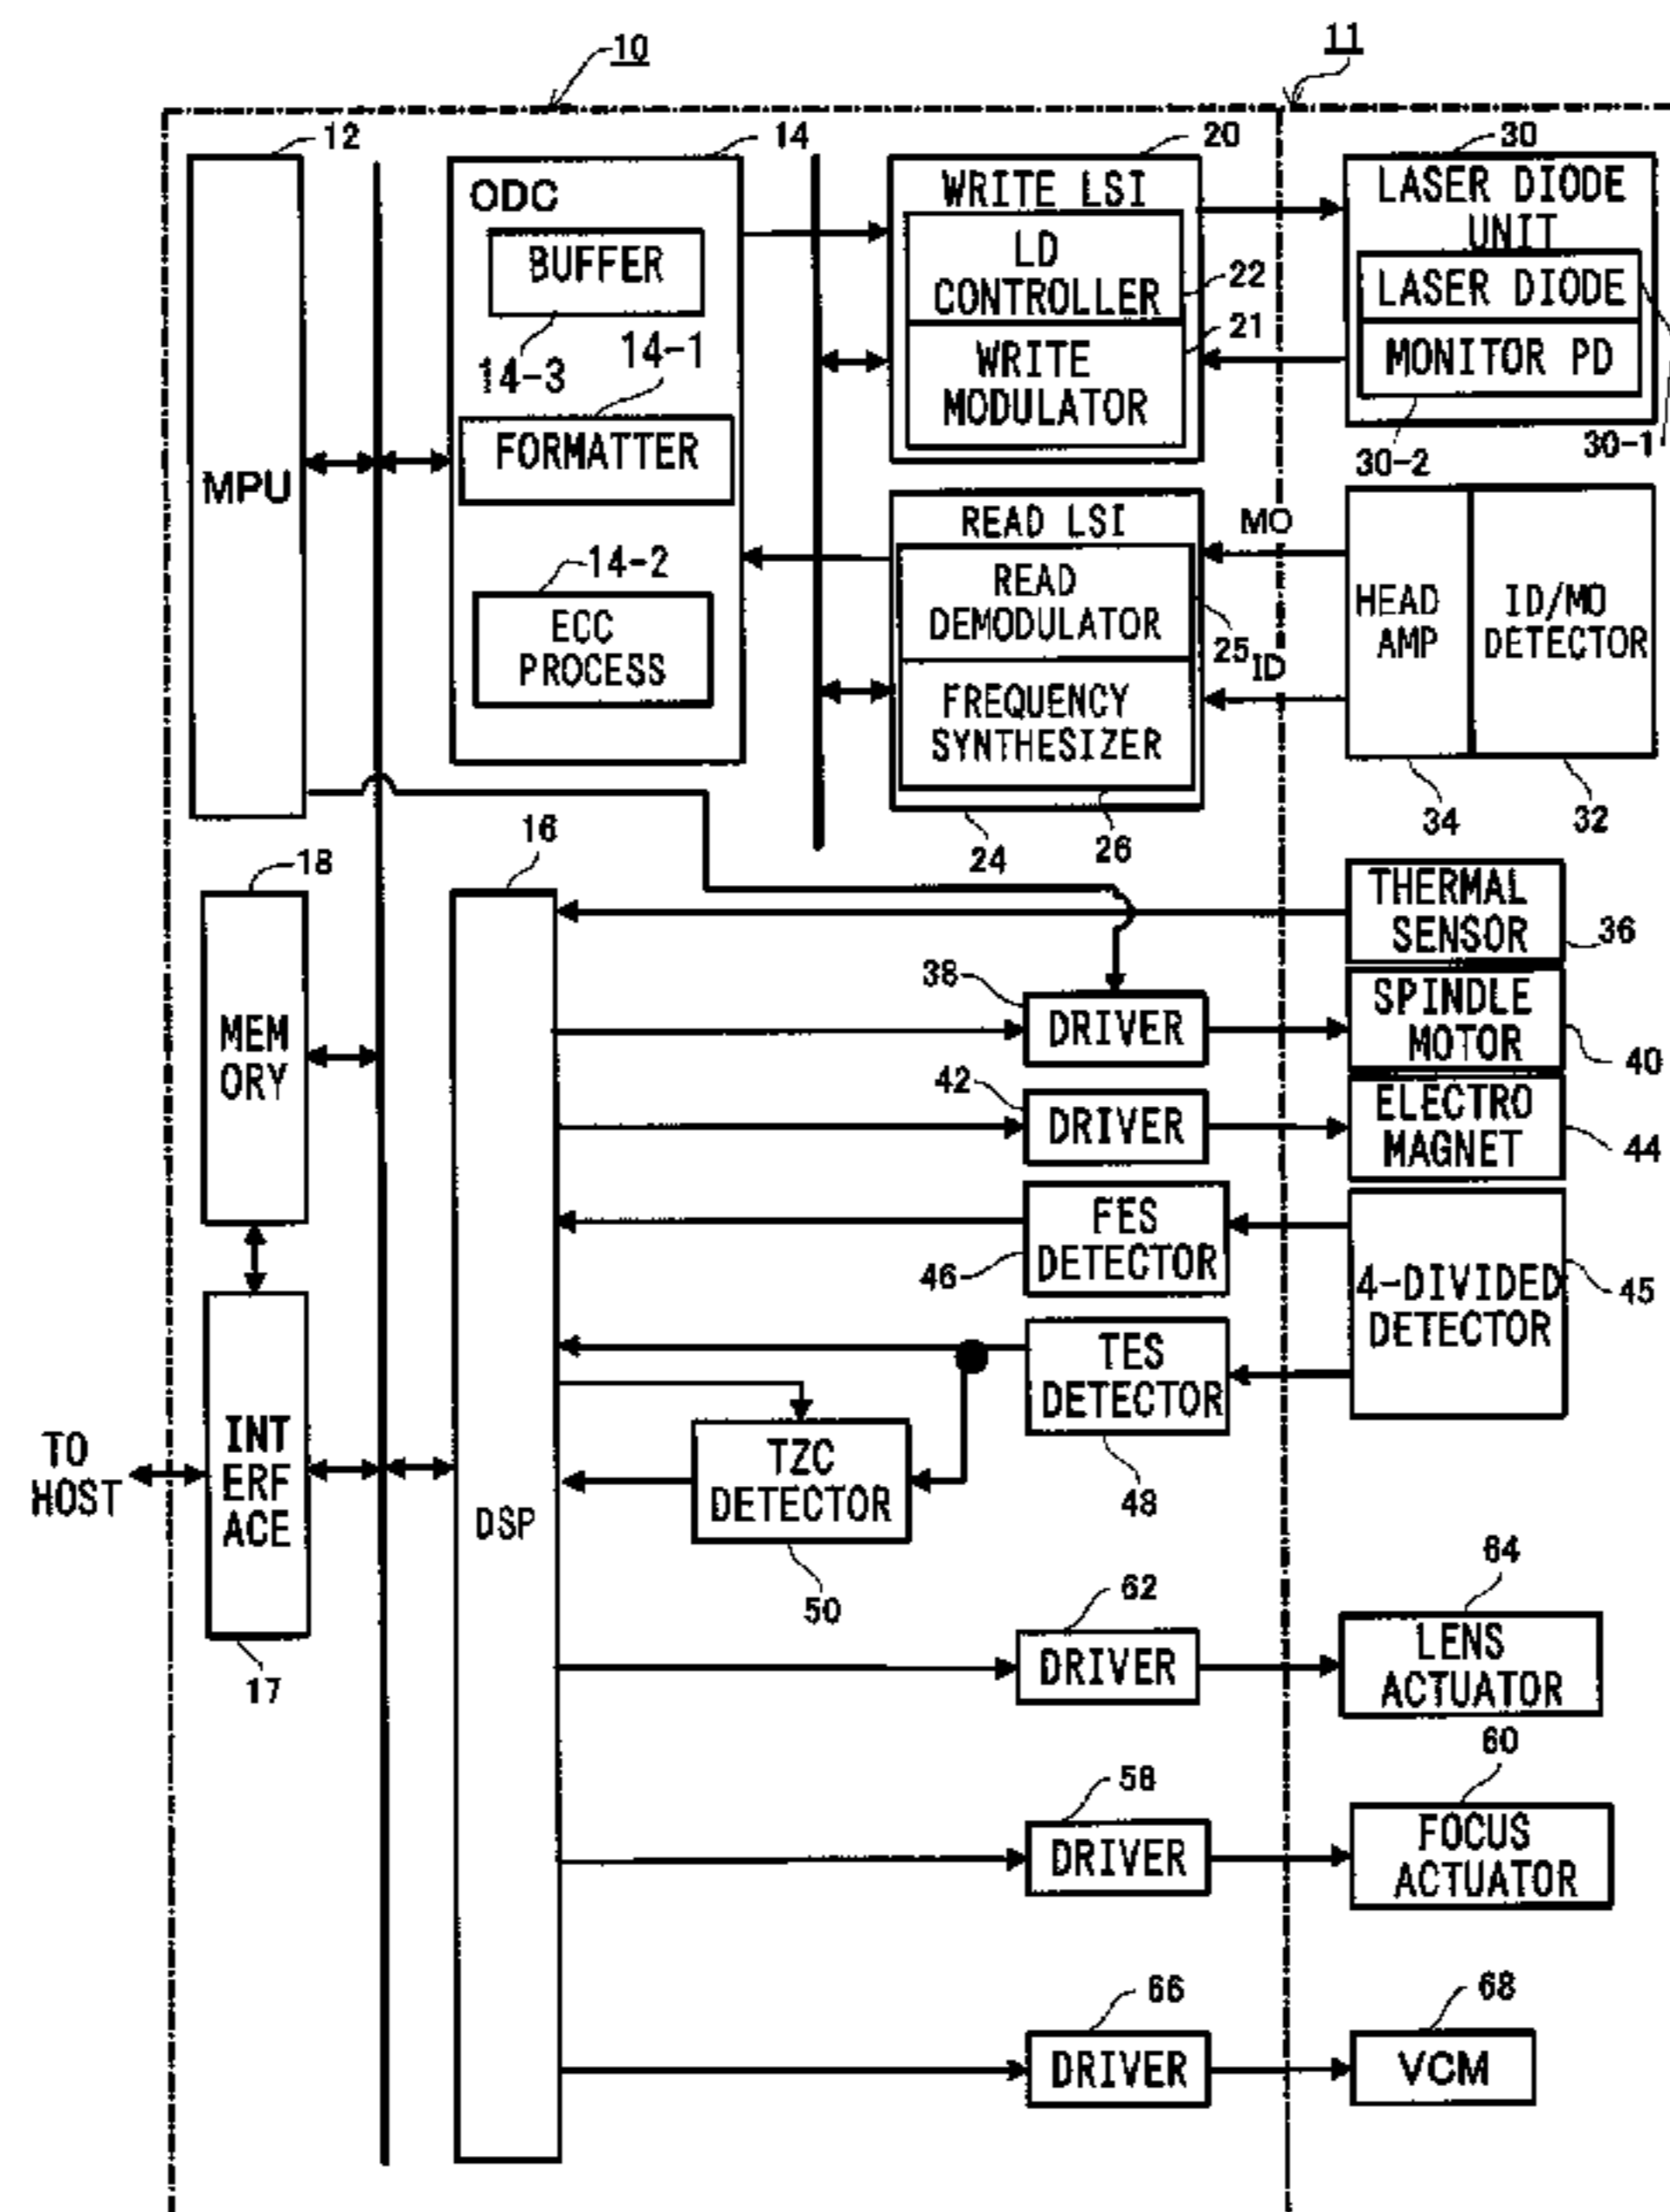 10
11
12
14
20
30
ODC
BUFFER
14-3
14-1
FORMATTER
14-2
ECC
PROCESS
MPU
WRITE LSI
LD
CONTROLLER
22
21
WRITE
MODULATOR
LASER DIODE
UNIT
LASER DIODE
MONITOR PD
30-2
30-1
READ LSI
READ
DEMODULATOR
25
FREQUENCY
SYNTHESIZER
24
26
MO
ID
HEAD
AMP
ID/MO
DETECTOR
34
32
18
16
MEM
ORY
THERMAL
SENSOR
36
38
DRIVER
SPINDLE
MOTOR
40
42
DRIVER
ELECTRO
MAGNET
44
FES
DETECTOR
46
4-DIVIDED
DETECTOR
45
TES
DETECTOR
48
TO
HOST
INT
ERF
ACE
17
DSP
TZC
DETECTOR
50
62
DRIVER
64
LENS
ACTUATOR
58
DRIVER
60
FOCUS
ACTUATOR
66
DRIVER
68
VCM